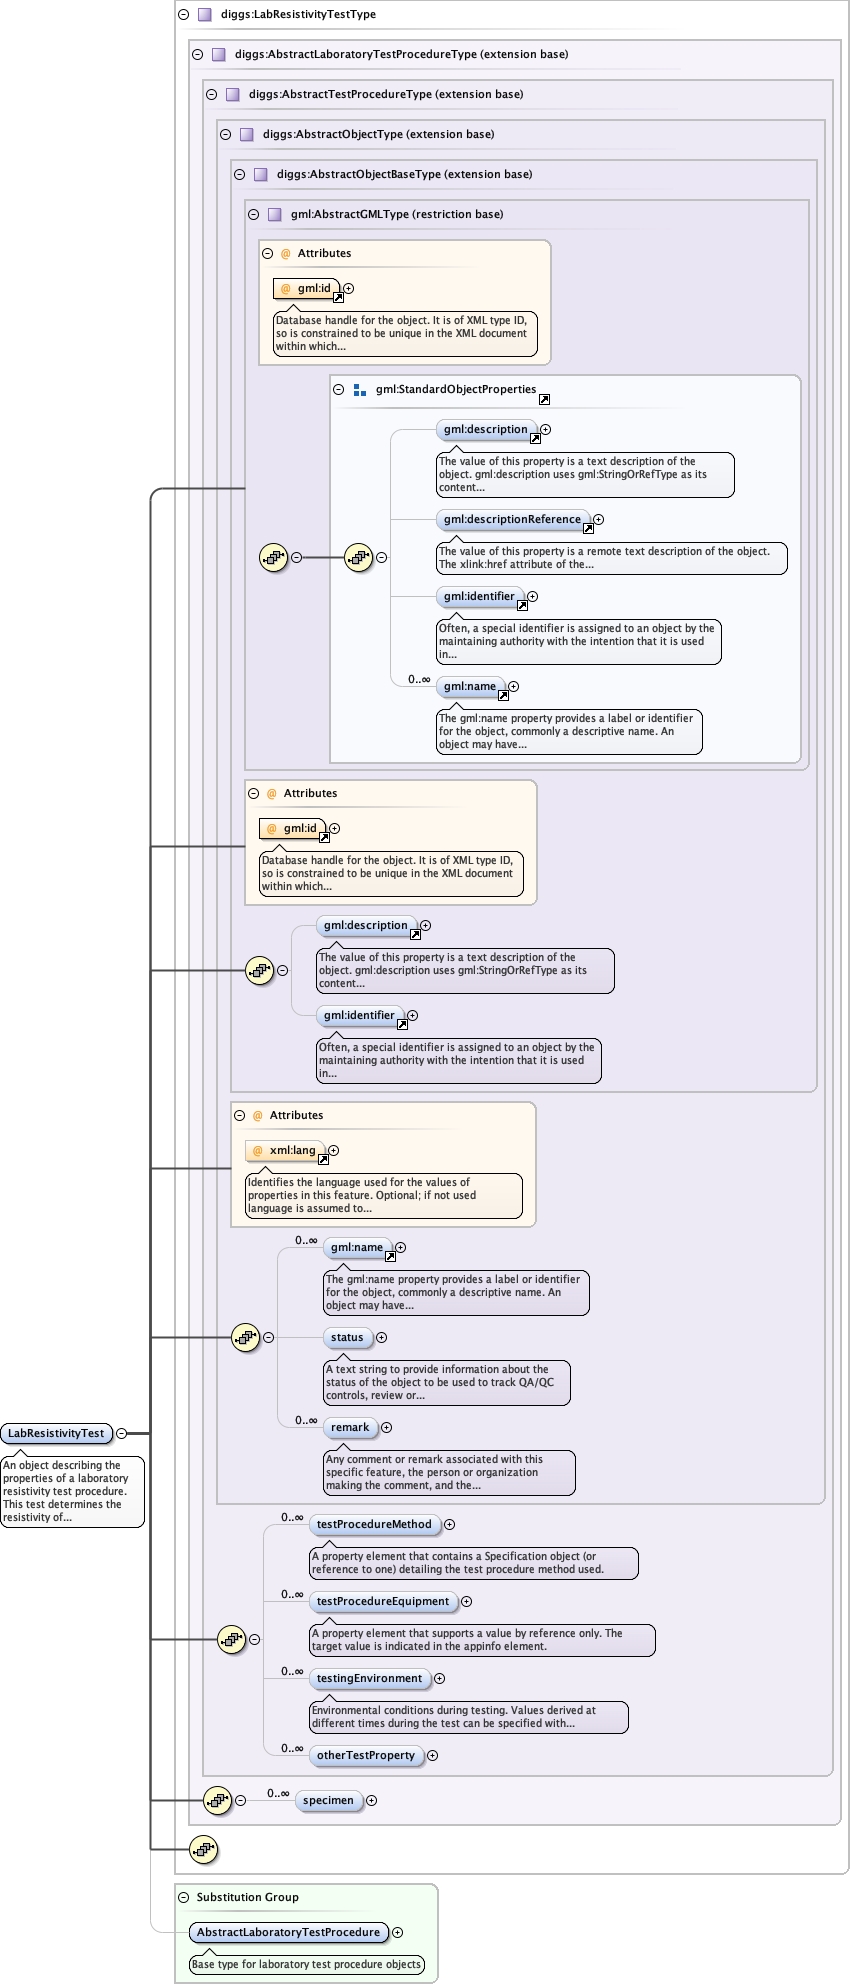 diggs:LabResistivityTestType
diggs:AbstractLaboratoryTestProcedureType (extension base)
diggs:AbstractTestProcedureType (extension base)
diggs:AbstractObjectType (extension base)
diggs:AbstractObjectBaseType (extension base)
gml:AbstractGMLType (restriction base)
@ Attributes
@ gml:id
Database handle for the object. It is of XML type ID,
so is constrained to be unique in the XML document
within which...
gml:StandardObjectProperties
gml:description
The value of this property is a text description of the
object. gml:description uses gml:StringOrRefType as its
content...
gml:descriptionReference
The value of this property is a remote text description of the object.
The xlink:href attribute of the...
gml:identifier
Often, a special identifier is assigned to an object by the
maintaining authority with the intention that it is used
in...
0..∞ gml:name
The gml:name property provides a label or identifier
for the object, commonly a descriptive name. An
object may have...
@ Attributes
@ gml:id
Database handle for the object. It is of XML type ID,
so is constrained to be unique in the XML document
within which...
gml:description
The value of this property is a text description of the
object. gml:description uses gml:StringOrRefType as its
content...
gml:identifier
Often, a special identifier is assigned to an object by the
maintaining authority with the intention that it is used
in...
@ Attributes
@ xml:lang
Identifies the language used for the values of
properties in this feature. Optional; if not used
language is assumed to...
0..∞ gml:name
The gml:name property provides a label or identifier
for the object, commonly a descriptive name. An
object may have...
status
A text string to provide information about the
status of the object to be used to track QA/QC
controls, review or...
0..∞ remark
Any comment or remark associated with this
specific feature, the person or organization
making the comment, and the...
LabResistivityTest
An object describing the
properties of a laboratory
resistivity test procedure.
This test determines the
resistivity of...
0..∞ testProcedureMethod
A property element that contains a Specification object (or
reference to one) detailing the test procedure method used.
0..∞ testProcedureEquipment
A property element that supports a value by reference only. The
target value is indicated in the appinfo element.
0..∞ testingEnvironment
Environmental conditions during testing. Values derived at
different times during the test can be specified with...
0..∞ otherTestProperty
0..∞ specimen
Substitution Group
AbstractLaboratoryTestProcedure
Base type for laboratory test procedure objects